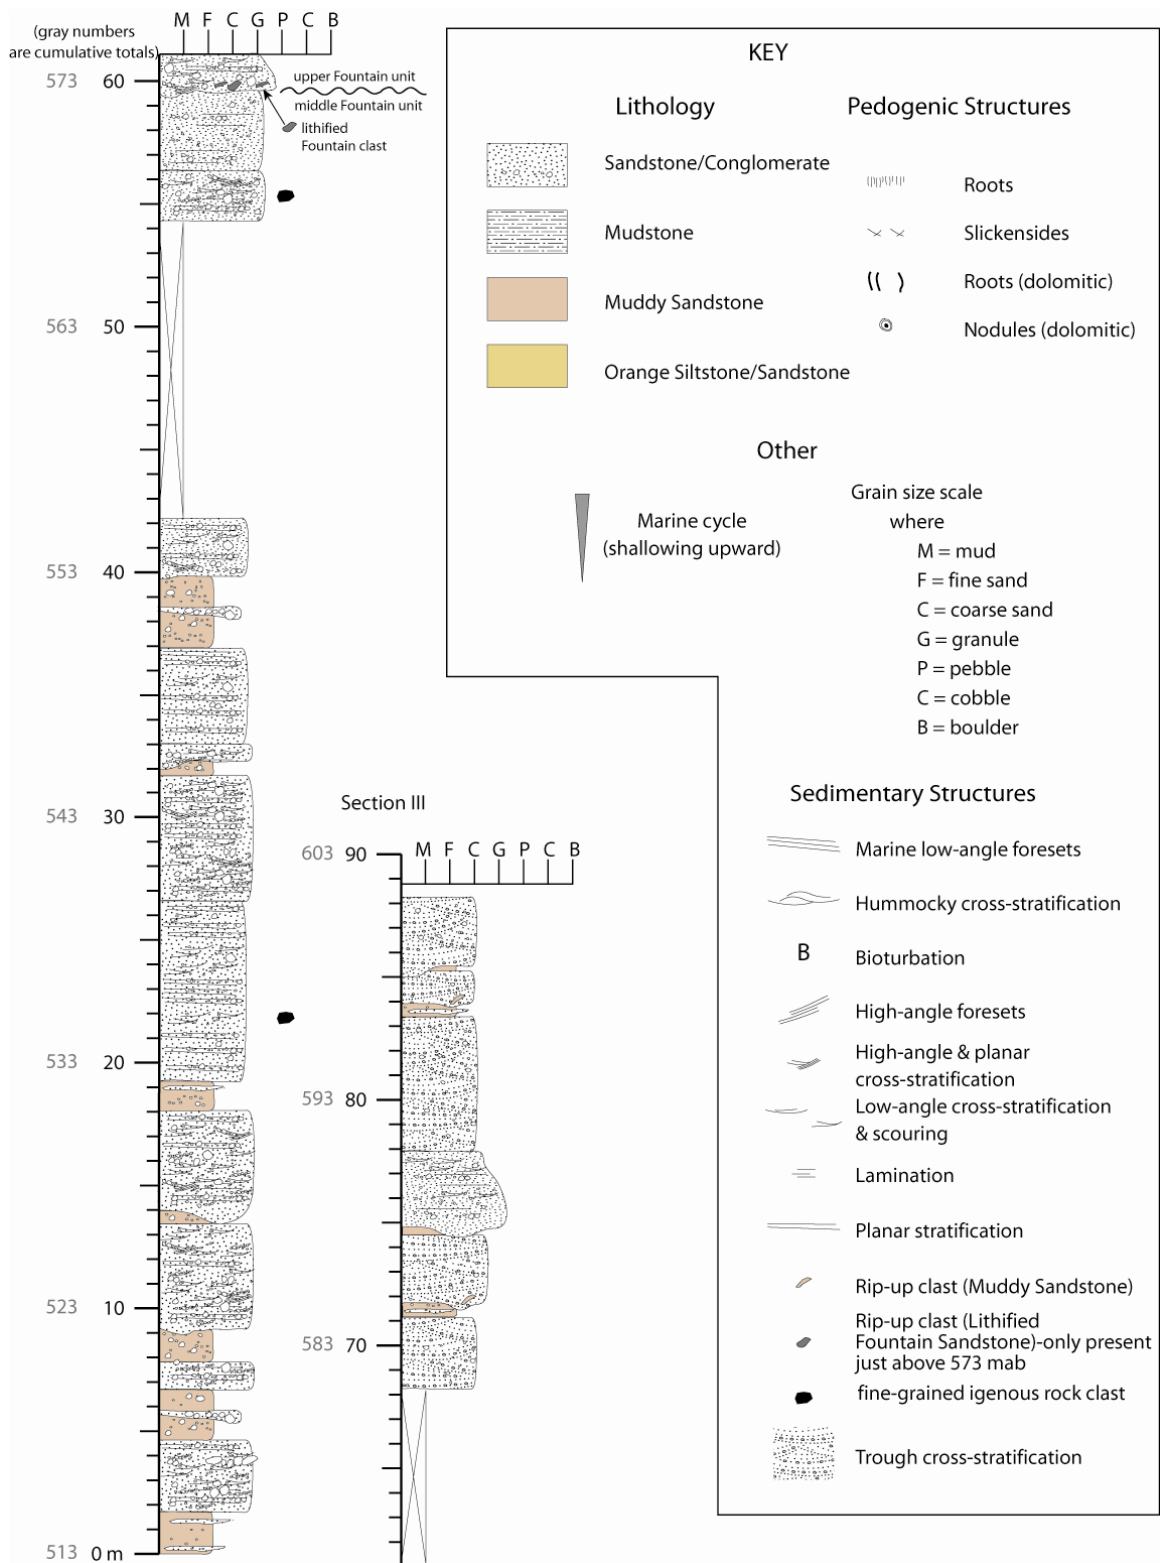 (gray numbers
are cumulative totals)
M F C G P C B
573 60
upper Fountain unit
middle Fountain unit
lithified
Fountain clast
563 50
553 40
543 30
533 20
523 10
513 0 m
Section III
M F C G P C B
603 90
593 80
583 70
KEY
Lithology
Sandstone/Conglomerate
Mudstone
Muddy Sandstone
Orange Siltstone/Sandstone
Pedogenic Structures
Roots
Slickensides
Roots (dolomitic)
Nodules (dolomitic)
Other
Marine cycle
(shallowing upward)
Grain size scale
where
M = mud
F = fine sand
C = coarse sand
G = granule
P = pebble
C = cobble
B = boulder
Sedimentary Structures
Marine low-angle foresets
Hummocky cross-stratification
B Bioturbation
High-angle foresets
High-angle & planar
cross-stratification
Low-angle cross-stratification
& scouring
Lamination
Planar stratification
Rip-up clast (Muddy Sandstone)
Rip-up clast (Lithified
Fountain Sandstone)-only present
just above 573 mab
fine-grained igenous rock clast
Trough cross-stratification